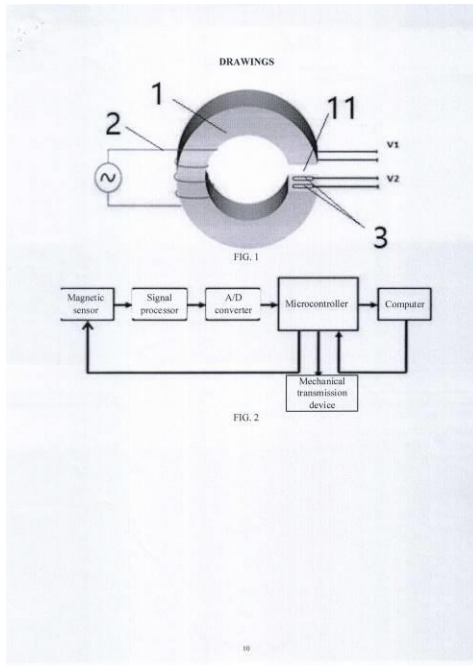 DRAWINGS
1
11
2
V1
V2
3
FIG. 1
Magnetic
sensor
Signal
processor
A/D
converter
Microcontroller
Computer
Mechanical
transmission
device
FIG. 2
10